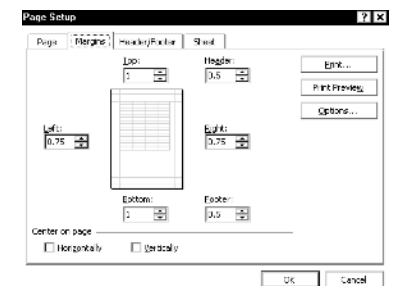 Page Setup ? X
Page Margins Header/Footer Sheet
Top: Header: Print...
1 0.5
Print Preview
Options...
Left: Right:
0.75 0.75
Bottom: Footer:
1 0.5
Center on page
Horizontally Vertically
OK Cancel